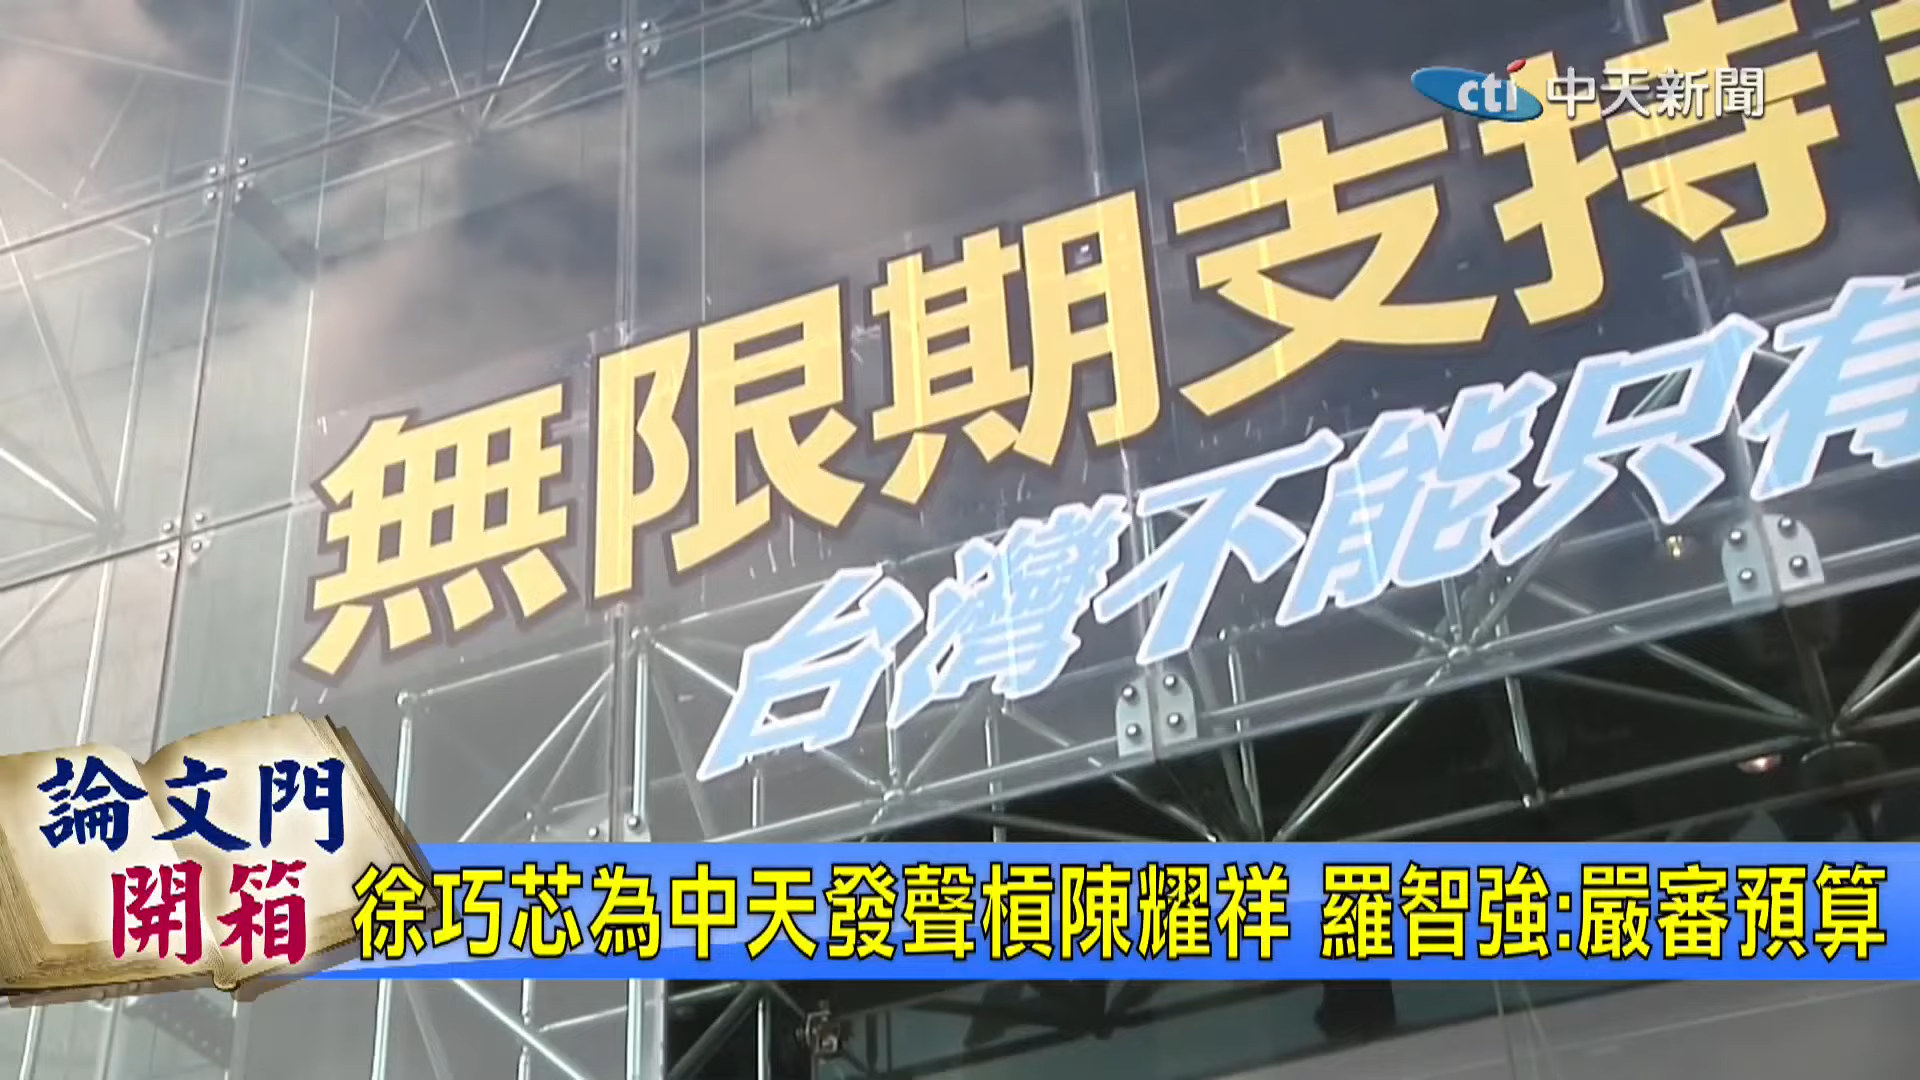 cti 中天新聞
無限期支持
台灣不能只有
論文門
開箱
徐巧芯為中天發聲槓陳耀祥 羅智強:嚴審預算